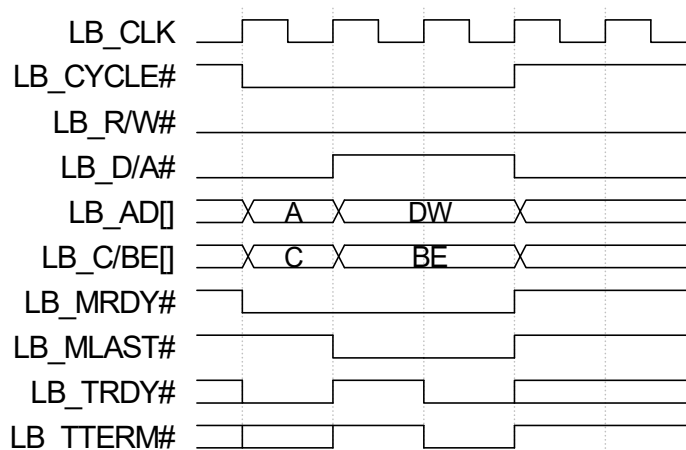 LB_CLK
LB_CYCLE#
LB_R/W#
LB_D/A#
LB_AD[] A DW
LB_C/BE[] C BE
LB_MRDY#
LB_MLAST#
LB_TRDY#
LB_TTERM#